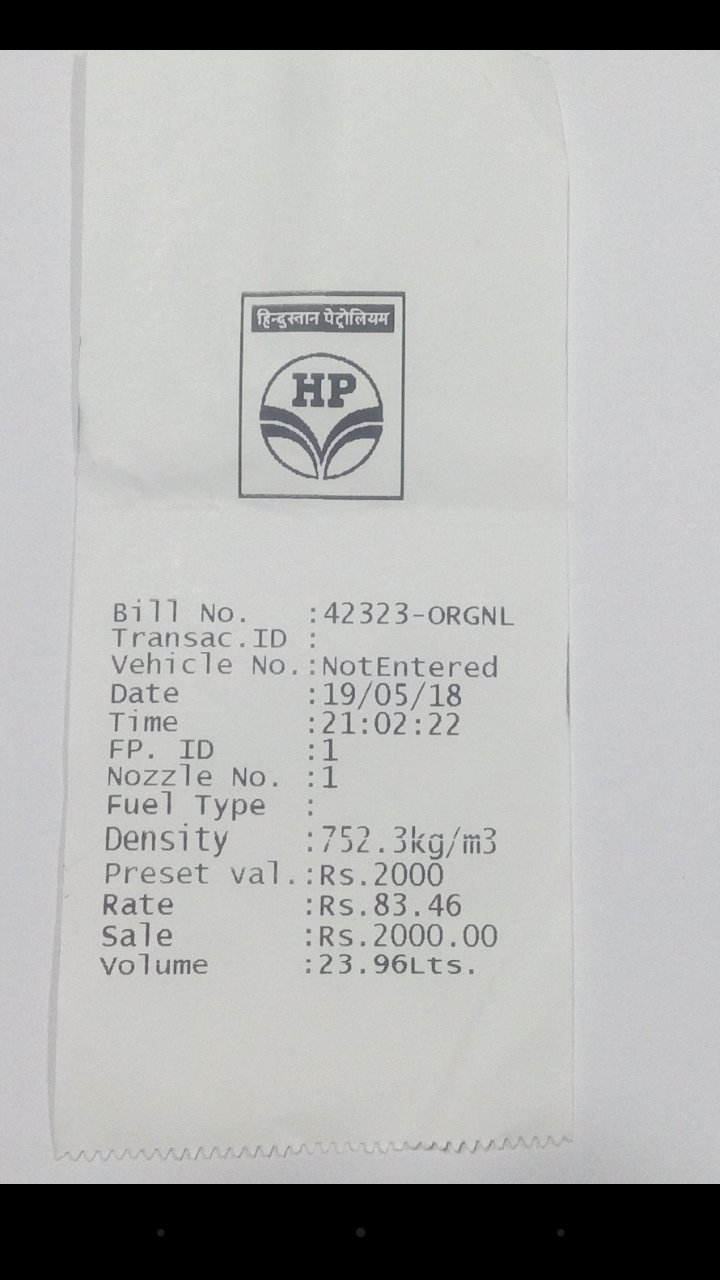 हिन्दुस्तान पेट्रोलियम
HP
Bill No. :42323-ORGNL
Transac.ID :
Vehicle No.:NotEntered
Date :19/05/18
Time :21:02:22
FP. ID :1
Nozzle No. :1
Fuel Type :
Density :752.3kg/m3
Preset val.:Rs.2000
Rate :Rs.83.46
Sale :Rs.2000.00
Volume :23.96Lts.